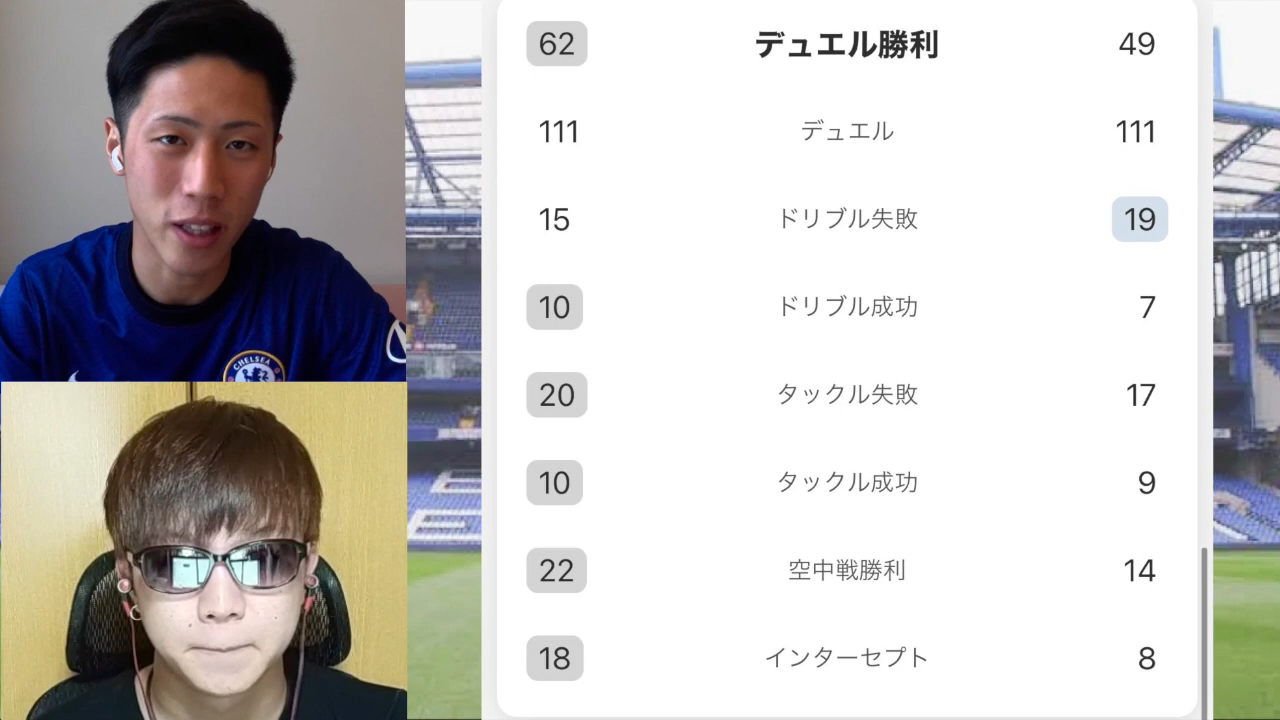 62 デュエル勝利 49
111 デュエル 111
15 ドリブル失敗 19
10 ドリブル成功 7
20 タックル失敗 17
10 タックル成功 9
22 空中戦勝利 14
18 インターセプト 8
CHELSEA